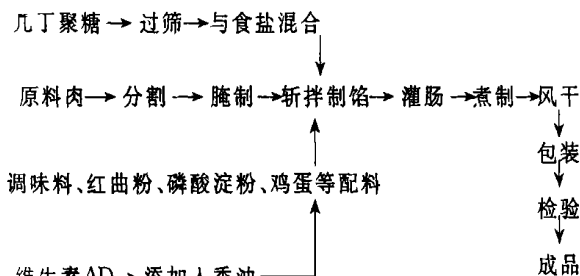 几丁聚糖→过筛→与食盐混合
原料肉→分割→腌制→斩拌制馅→灌肠→煮制→风干
包装
调味料、红曲粉、磷酸淀粉、鸡蛋等配料
检验
成品
维生素AD→添加入香油